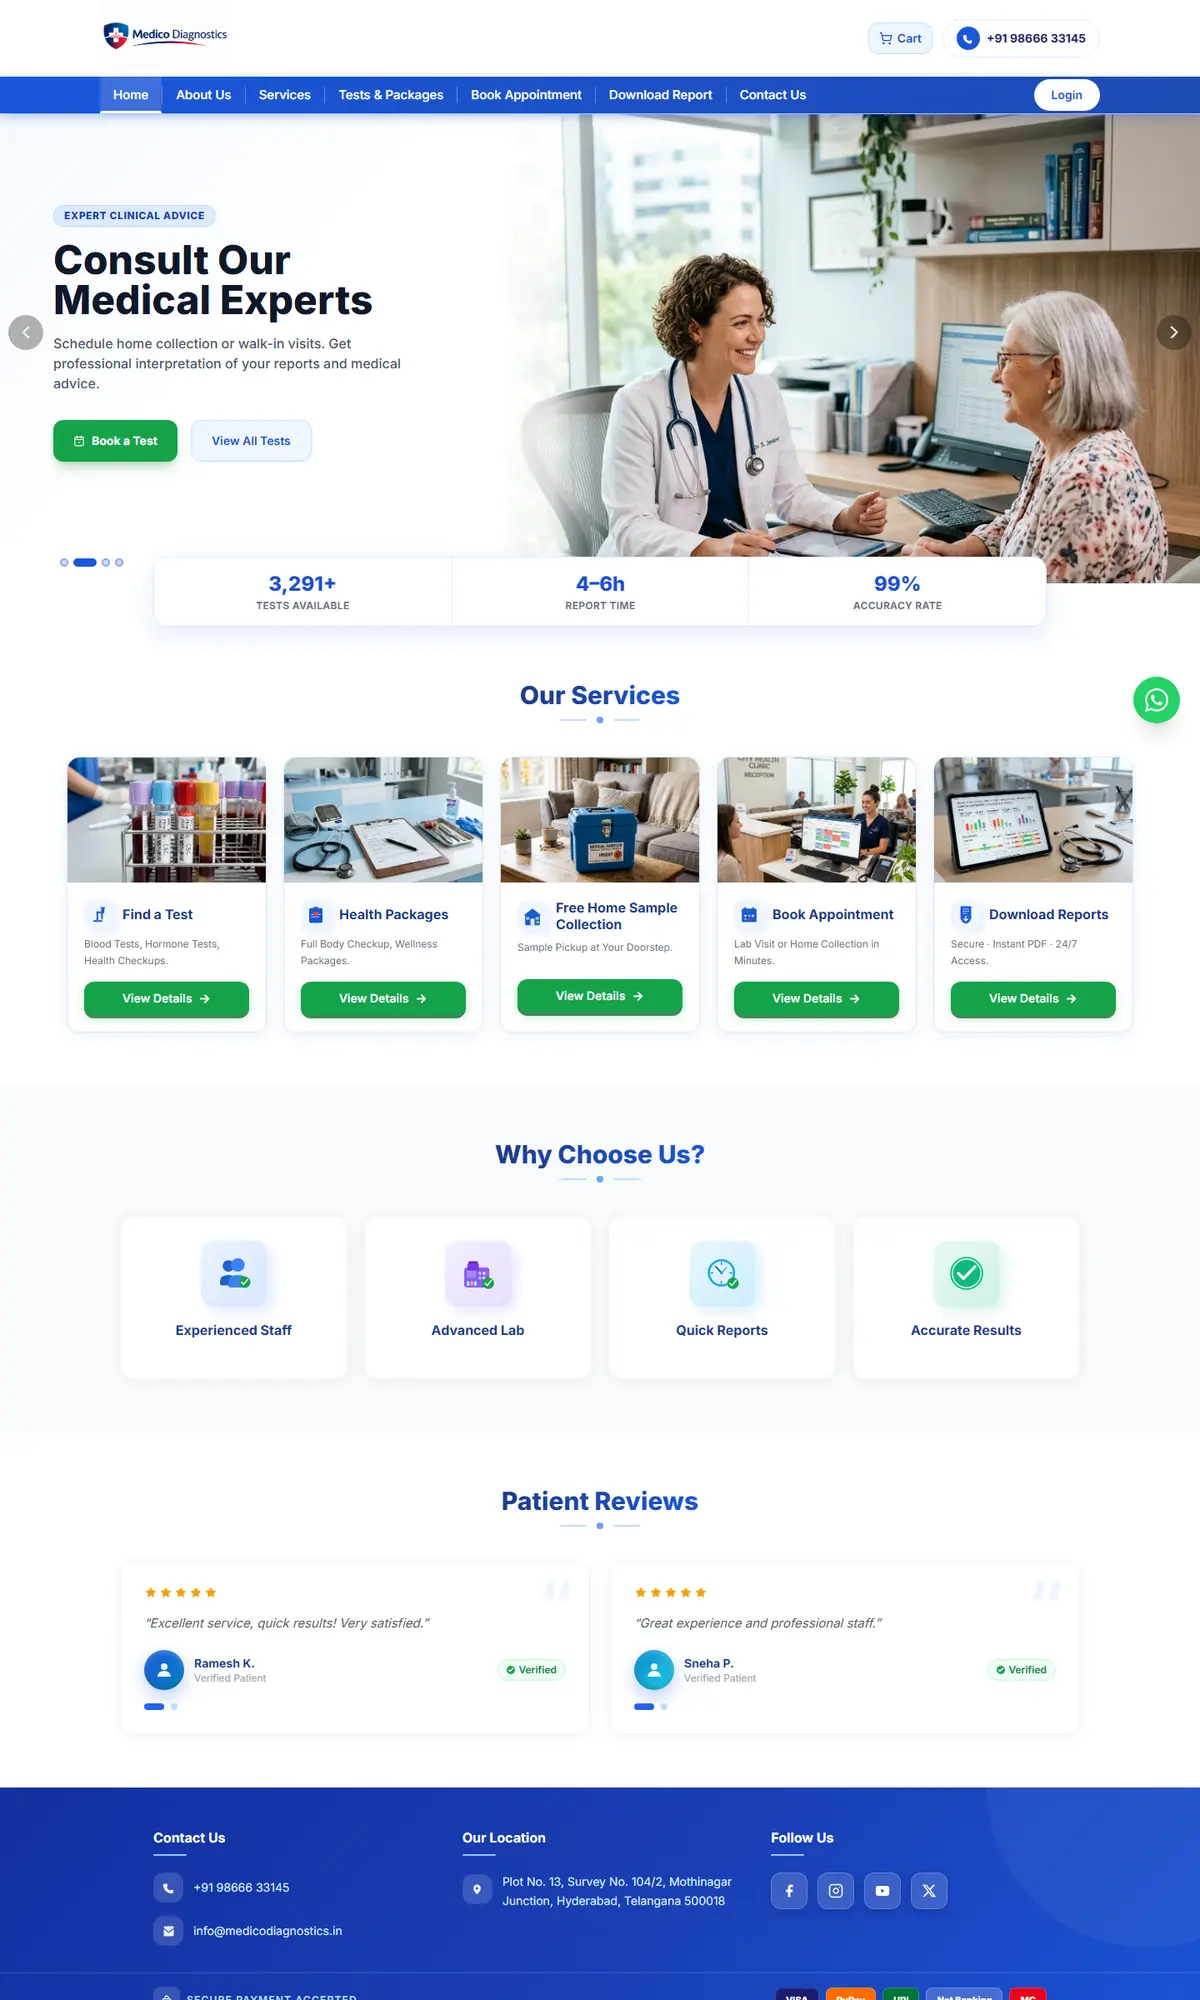 Medico Diagnostics
Cart
+91 98666 33145
Home
About Us
Services
Tests & Packages
Book Appointment
Download Report
Contact Us
Login
EXPERT CLINICAL ADVICE
Consult Our
Medical Experts
Schedule home collection or walk-in visits. Get
professional interpretation of your reports and medical
advice.
Book a Test
View All Tests
3,291+
TESTS AVAILABLE
4–6h
REPORT TIME
99%
ACCURACY RATE
Our Services
CITY HEALTH
CLINIC
RECEPTION
Find a Test
Blood Tests, Hormone Tests,
Health Checkups.
View Details
Health Packages
Full Body Checkup, Wellness
Packages.
View Details
Free Home Sample
Collection
Sample Pickup at Your Doorstep.
View Details
Book Appointment
Lab Visit or Home Collection in
Minutes.
View Details
Download Reports
Secure · Instant PDF · 24/7
Access.
View Details
Why Choose Us?
Experienced Staff
Advanced Lab
Quick Reports
Accurate Results
Patient Reviews
“Excellent service, quick results! Very satisfied.”
Ramesh K.
Verified Patient
Verified
“Great experience and professional staff.”
Sneha P.
Verified Patient
Verified
Contact Us
+91 98666 33145
info@medicodiagnostics.in
Our Location
Plot No. 13, Survey No. 104/2, Mothinagar
Junction, Hyderabad, Telangana 500018
Follow Us
SECURE PAYMENT ACCEPTED
VISA
RuPay
UPI
Net Banking
MC